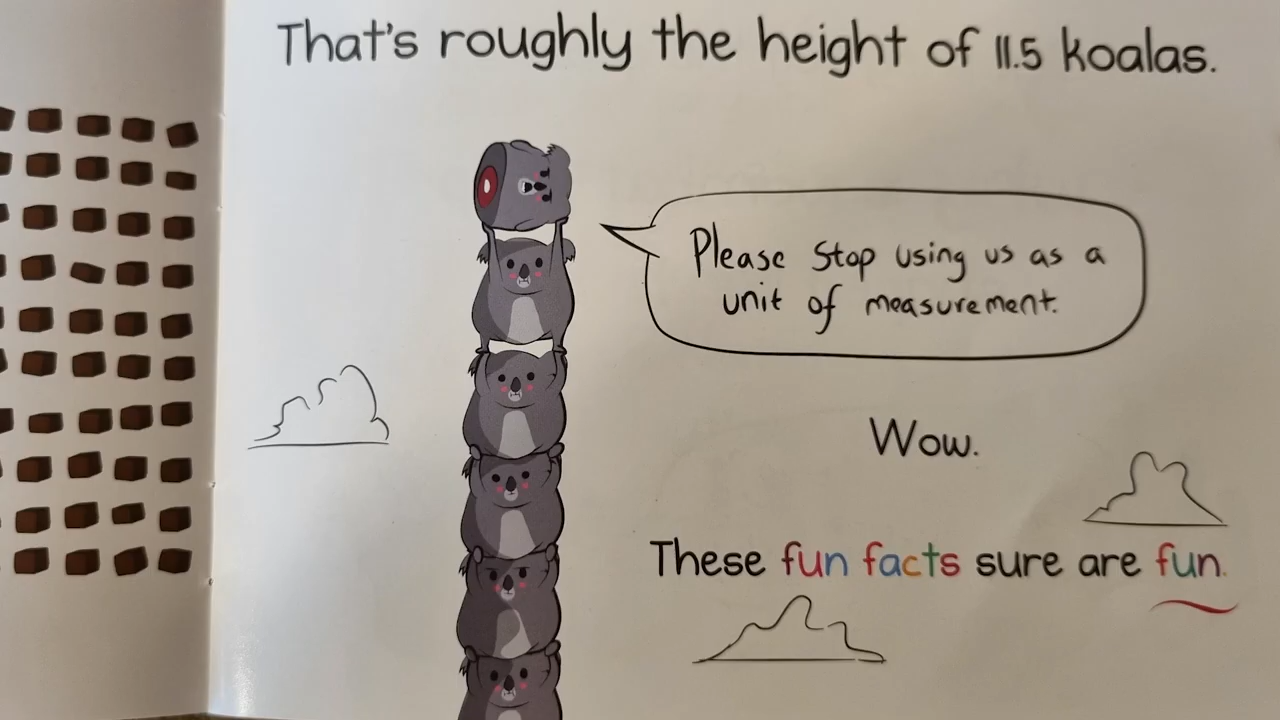 That's roughly the height of 11.5 koalas.
Please stop using us as a
unit of measurement.
Wow.
These fun facts sure are fun.